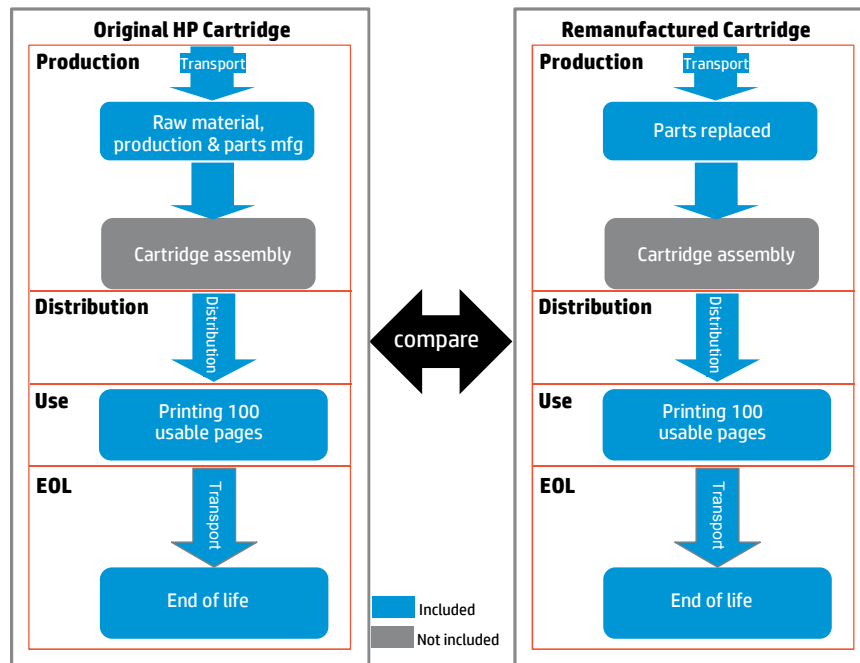 Original HP Cartridge
Production
Transport
Raw material,
production & parts mfg
Cartridge assembly
Distribution
Distribution
Use
Printing 100
usable pages
EOL
Transport
End of life
compare
Included
Not included
Remanufactured Cartridge
Production
Transport
Parts replaced
Cartridge assembly
Distribution
Distribution
Use
Printing 100
usable pages
EOL
Transport
End of life